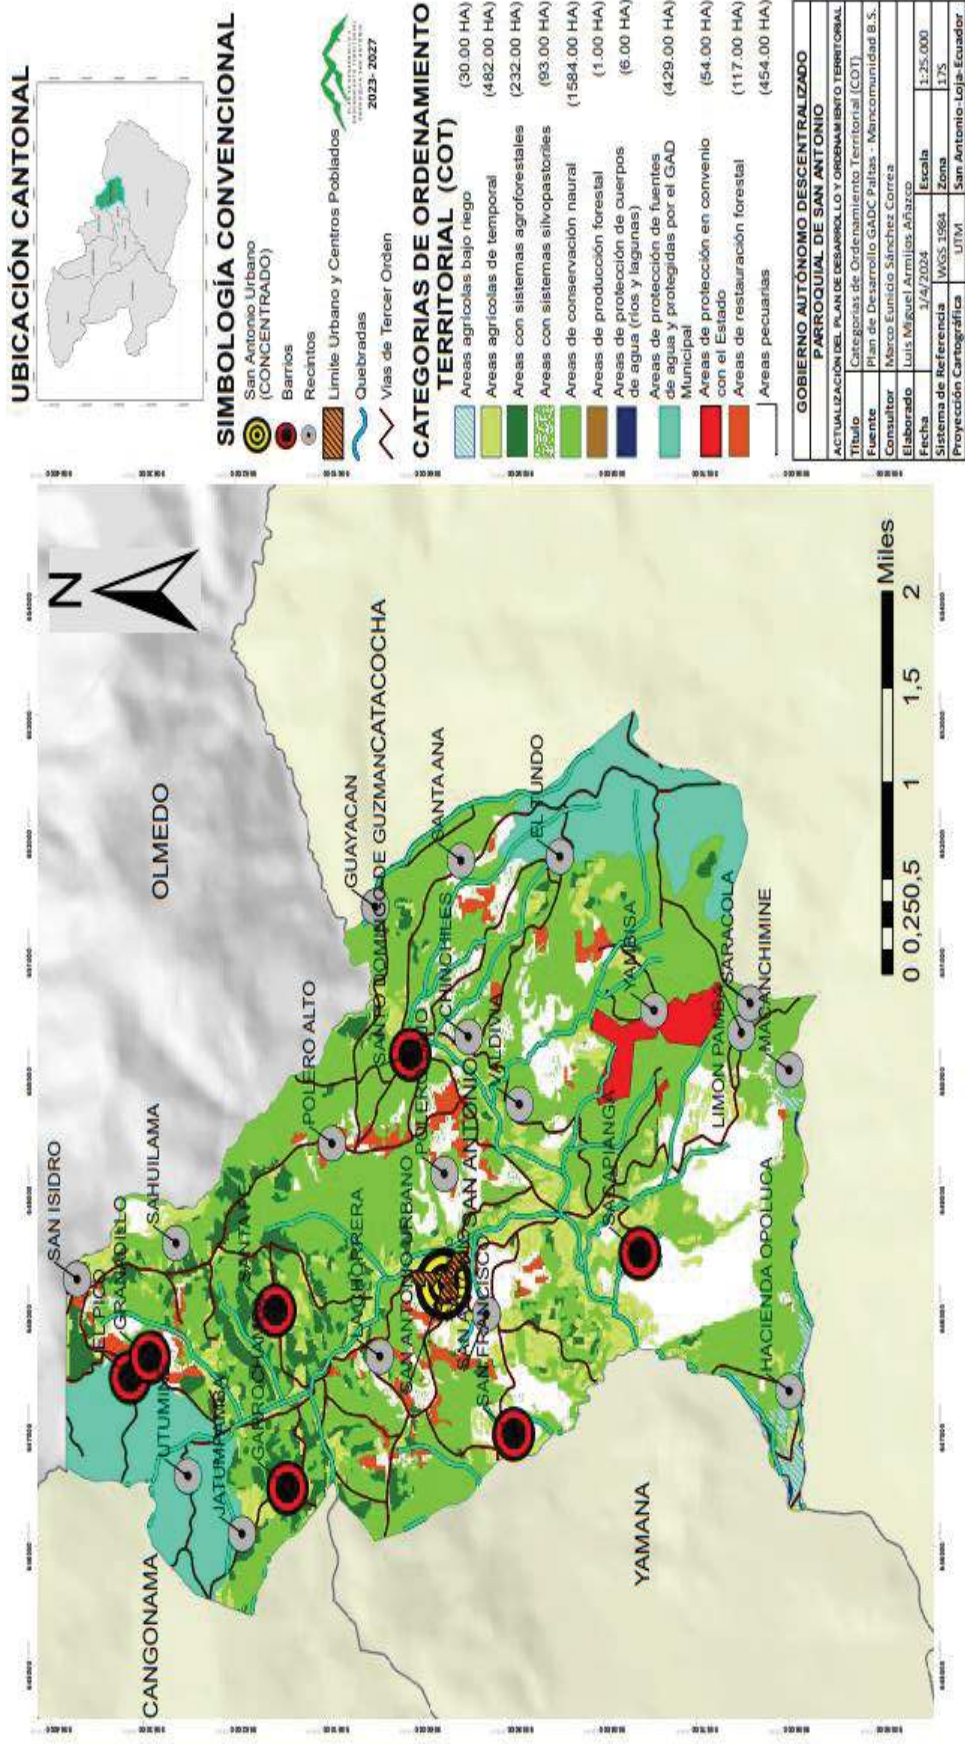 UBICACIÓN CANTONAL
SIMBOLOGÍA CONVENCIONAL
San Antonio Urbano
(CONCENTRADO)
Barrios
Recintos
Límite Urbano y Centros Poblados
Quebradas
Vias de Tercer Orden
2023- 2027
CATEGORIAS DE ORDENAMIENTO
TERRITORIAL (COT)
Areas agrícolas bajo riego (30.00 HA)
Areas agrícolas de temporal (482.00 HA)
Areas con sistemas agroforestales (232.00 HA)
Areas con sistemas silvopastoriles (93.00 HA)
Areas de conservación naural (1584.00 HA)
Areas de producción forestal (1.00 HA)
Areas de protección de cuerpos (6.00 HA)
de agua (ríos y lagunas)
Areas de protección de fuentes
de agua y protegidas por el GAD (429.00 HA)
Municipal
Areas de protección en convenio (54.00 HA)
con el Estado
Areas de restauración forestal (117.00 HA)
Areas pecuarias (454.00 HA)
GOBIERNO AUTÓNOMO DESCENTRALIZADO
PARROQUIAL DE SAN ANTONIO
ACTUALIZACIÓN DEL PLAN DE DESARROLLO Y ORDENAMIENTO TERRITORIAL
Título Categorias de Ordenamiento Territorial (COT)
Fuente Plan de Desarrollo GADC Paltas - Mancomunidad B.S.
Consultor Marco Eunicio Sánchez Correa
Elaborado Luis Miguel Armijos Añazco
Fecha 1/4/2024 Escala 1:25.000
Sistema de Referencia WGS 1984 Zona 17S
Proyección Cartográfica UTM San Antonio-Loja-Ecuador
N
OLMEDO
CANGONAMA
YAMANA
SAN ISIDRO
EL PICO
GRANADILLO
SAHUILAMA
UTUMINE
JATUMPAMBA
GARROCHAN
SANTA
POLERO ALTO
GUAYACAN
SANTO DOMINGO DE GUZMANCATACOCHA
SANTA ANA
CHINCHILES
EL TUNDO
LA CHORRERA
SAN ANTONIO URBANO
SAN ANTONIO
SAN FRANCISCO
VALDIVIA
YAMBISA
SARAPIANGA
LIMON PAMBA
SARACOLA
MACANCHIMINE
HACIENDA OPOLUCA
0 0,250,5 1 1,5 2
Miles